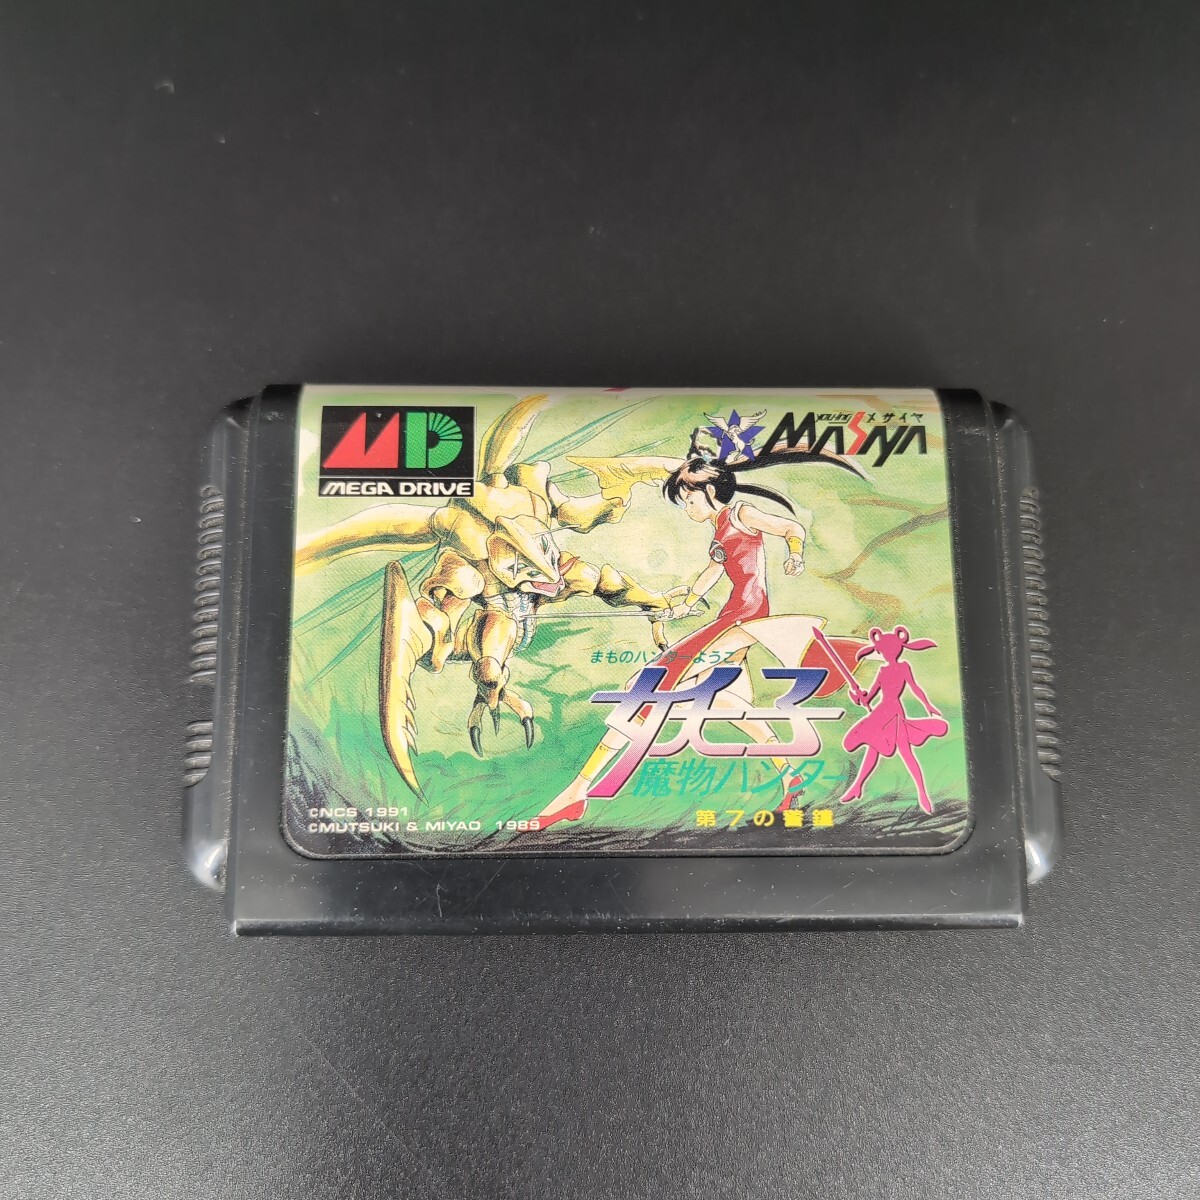 MD
MEGA DRIVE
メサイヤ
MASAYA
まものハンターようこ
妖子
魔物ハンター
第7の警鐘
©NCS 1991
©MUTSUKI & MIYAO 1989